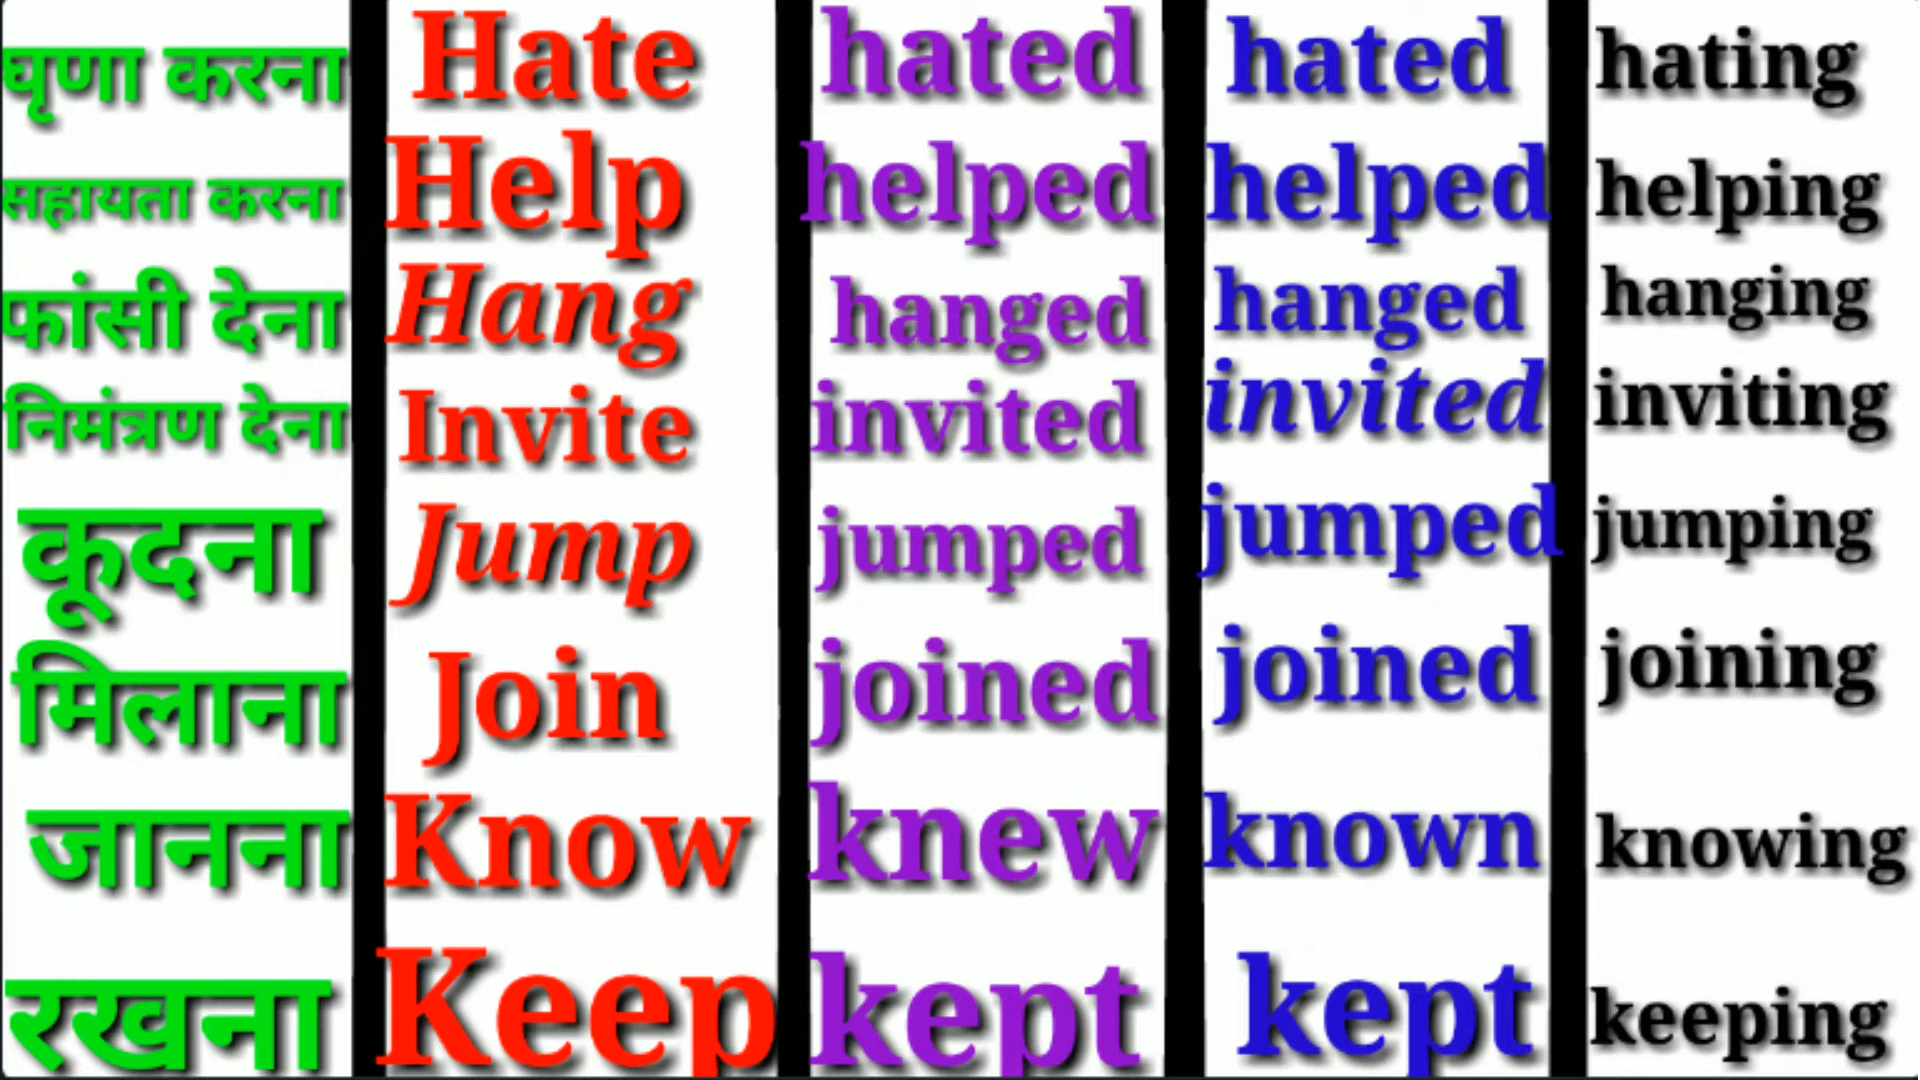 घृणा करना Hate hated hated hating
सहायता करना Help helped helped helping
फांसी देना Hang hanged hanged hanging
निमंत्रण देना Invite invited invited inviting
कूदना Jump jumped jumped jumping
मिलाना Join joined joined joining
जानना Know knew known knowing
रखना Keep kept kept keeping